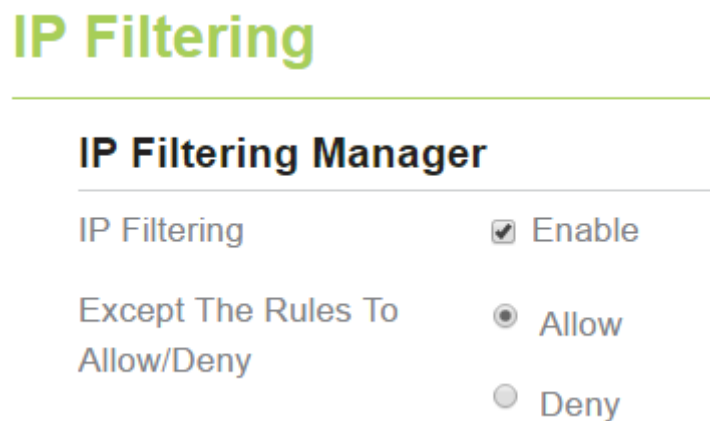 IP Filtering
IP Filtering Manager
IP Filtering Enable
Except The Rules To
Allow/Deny
Allow
Deny